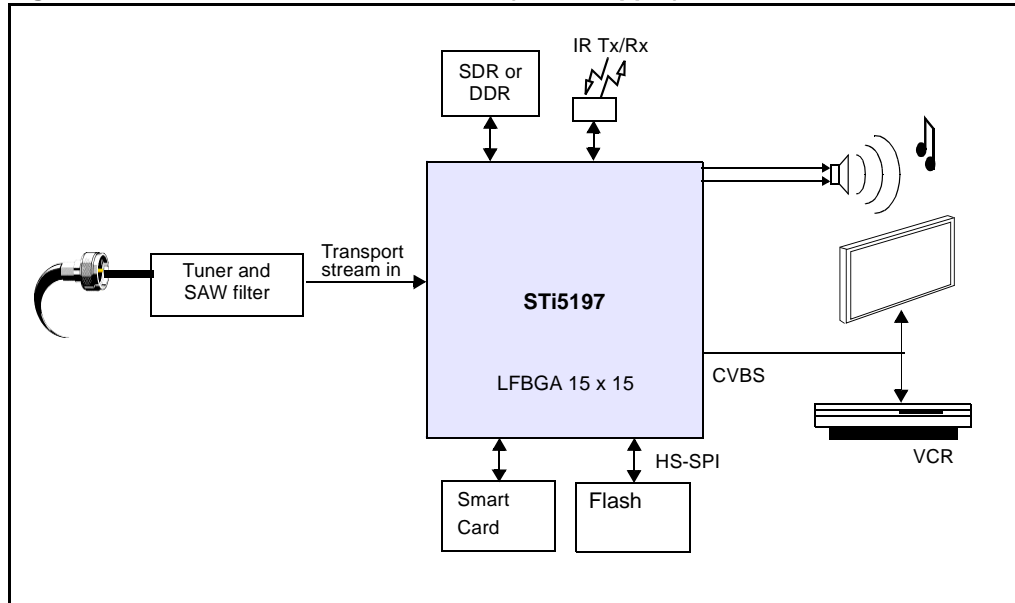 IR Tx/Rx
SDR or
DDR
Transport
stream in
Tuner and
SAW filter
STi5197
LFBGA 15 x 15
CVBS
VCR
HS-SPI
Smart
Card
Flash